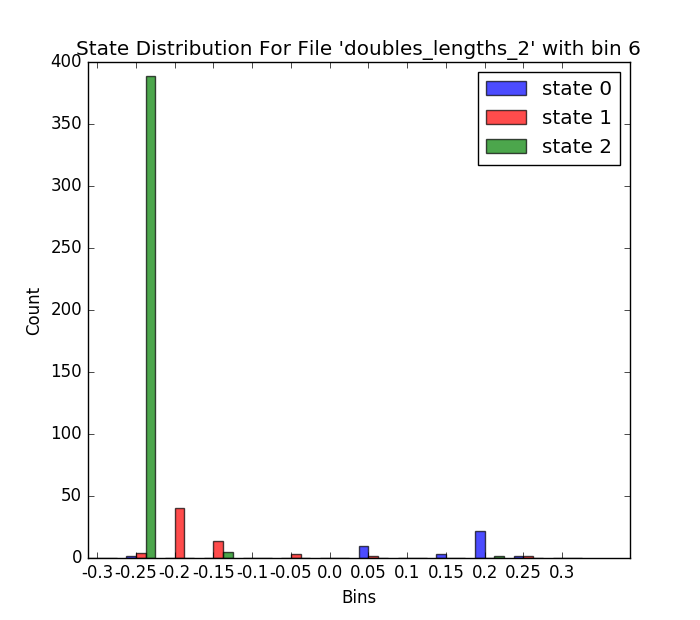 State Distribution For File 'doubles_lengths_2' with bin 6
400
350
300
250
200
150
100
50
0
Count
state 0
state 1
state 2
-0.3 -0.25 -0.2 -0.15 -0.1 -0.05 0.0 0.05 0.1 0.15 0.2 0.25 0.3
Bins